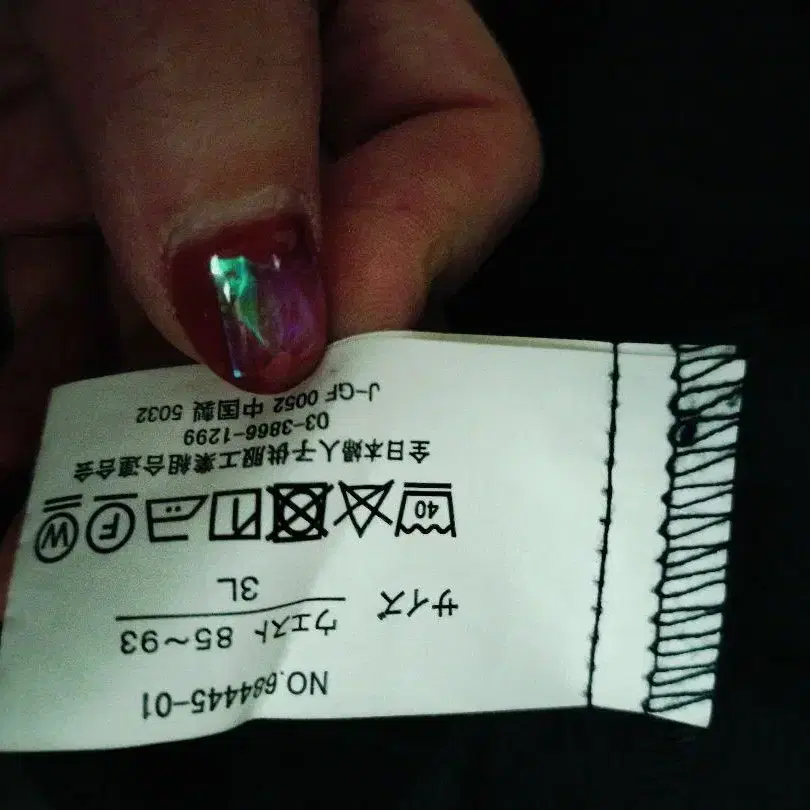 NO.684445-01
サイズ ウエスト 85～93
3L
40
F W
全日本婦人子供服工業組合連合会
03-3866-1299
J-GF 0052 中国製 5032